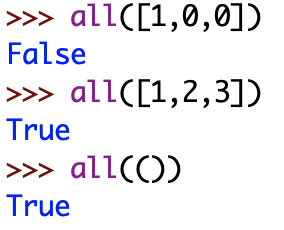 >>> all([1,0,0])
False
>>> all([1,2,3])
True
>>> all(())
True